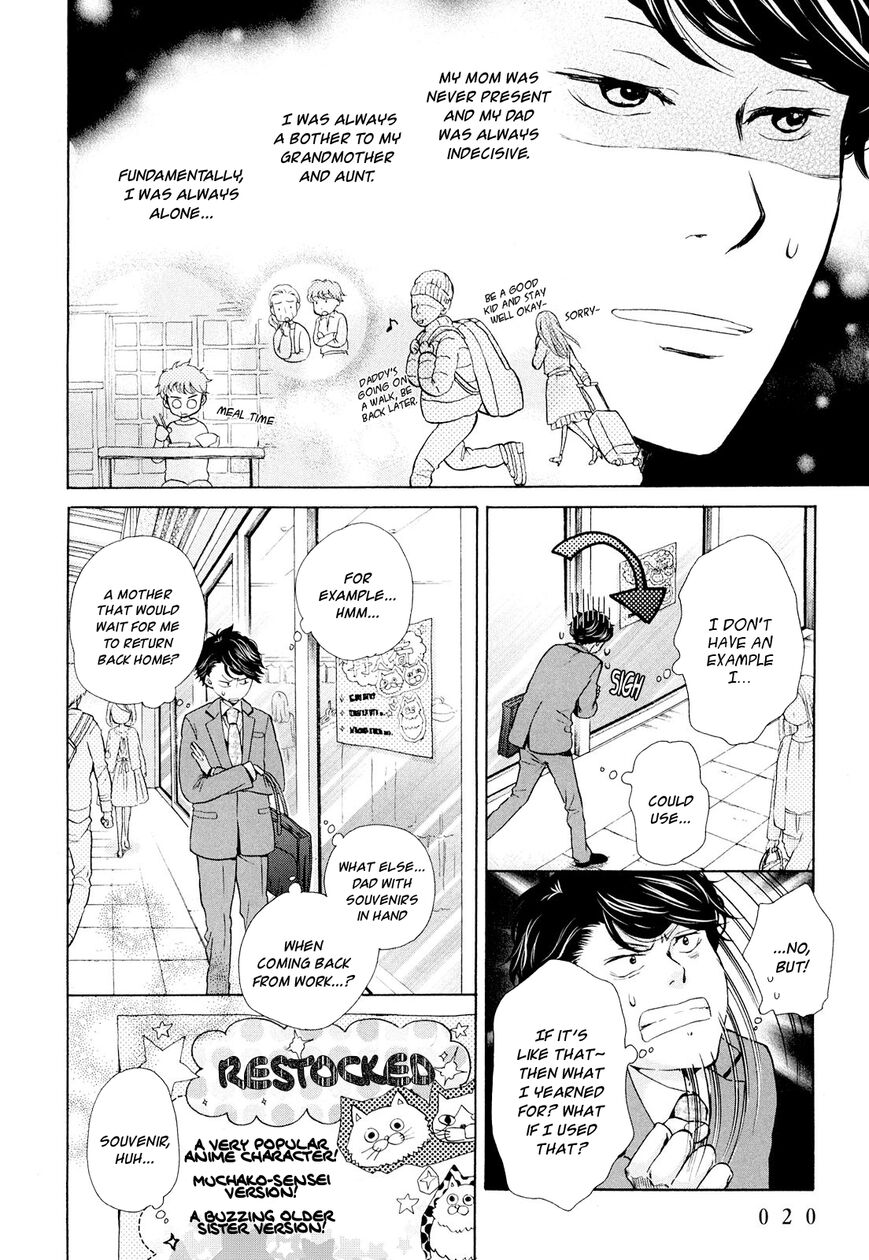 MY MOM WAS
NEVER PRESENT
AND MY DAD
WAS ALWAYS
INDECISIVE.
I WAS ALWAYS
A BOTHER TO MY
GRANDMOTHER
AND AUNT.
FUNDAMENTALLY,
I WAS ALWAYS
ALONE...
SORRY~
BE A GOOD
KID AND STAY
WELL OKAY~
DADDY'S
GOING ON
A WALK, BE
BACK LATER.
MEAL TIME
I DON'T
HAVE AN
EXAMPLE
I...
SIGH
COULD
USE...
...NO,
BUT!
IF IT'S
LIKE THAT~
THEN WHAT
I YEARNED
FOR? WHAT
IF I USED
THAT?
FOR
EXAMPLE...
HMM...
A MOTHER
THAT WOULD
WAIT FOR ME
TO RETURN
BACK HOME?
WHAT ELSE...
DAD WITH
SOUVENIRS
IN HAND
WHEN
COMING BACK
FROM WORK...?
RESTOCKED
A VERY POPULAR
ANIME CHARACTER!
MUCHAKO-SENSEI
VERSION!
A BUZZING OLDER
SISTER VERSION!
SOUVENIR,
HUH...
020